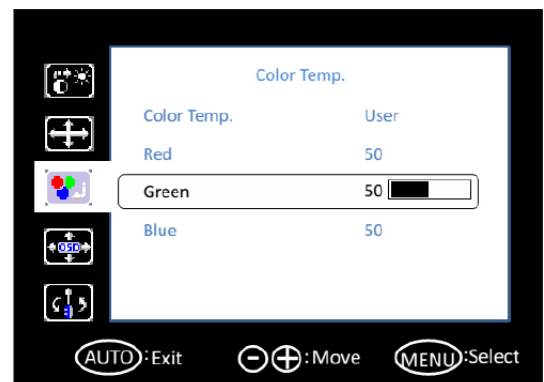 Color Temp.
Color Temp. User
Red 50
Green 50
Blue 50
OSD
AUTO:Exit -+:Move MENU:Select